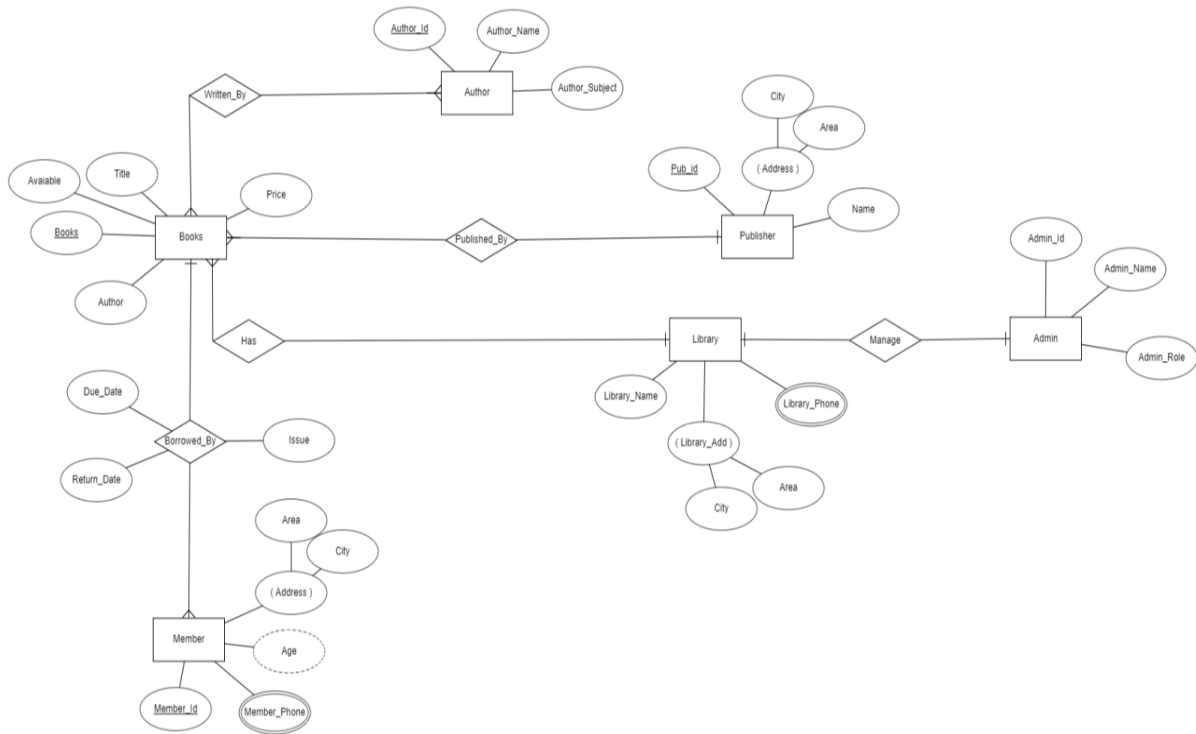 Author_Id
Author_Name
Author_Subject
Author
Written_By
City
Area
( Address )
Pub_id
Name
Publisher
Published_By
Title
Avaiable
Price
Books
Books
Author
Admin_Id
Admin_Name
Admin_Role
Admin
Manage
Library
Has
Library_Name
Library_Phone
( Library_Add )
Area
City
Due_Date
Borrowed_By
Issue
Return_Date
Area
City
( Address )
Member
Age
Member_Id
Member_Phone